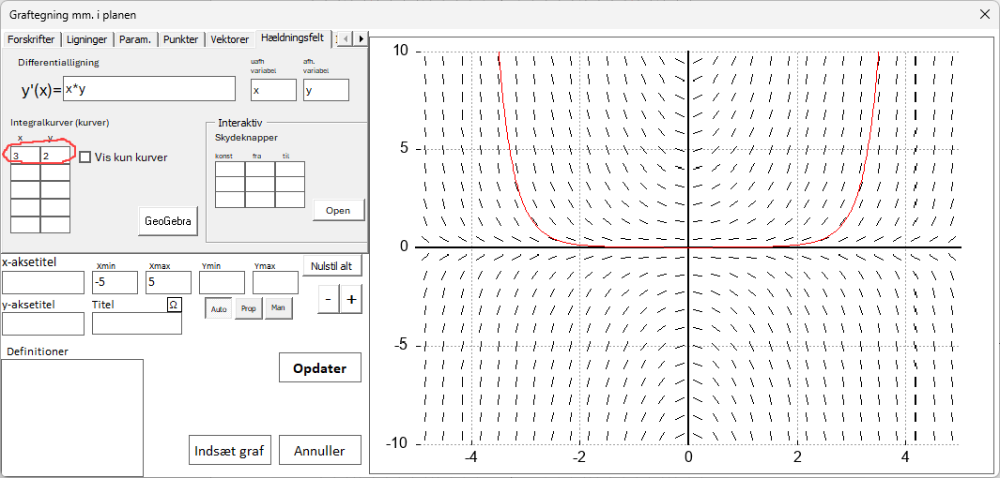 Graftegning mm. i planen
Forskrifter Ligninger Param. Punkter Vektorer Hældningsfelt
Differentialligning
uafh variabel
afh. variabel
y'(x)= x*y
x
y
Integralkurver (kurver)
x y
3 2
Vis kun kurver
GeoGebra
Interaktiv
Skydeknapper
konst fra til
Open
x-aksetitel
Xmin Xmax Ymin Ymax
-5 5
Nulstil alt
y-aksetitel
Titel
Ω
Auto Prop Man
- +
Definitioner
Opdater
Indsæt graf
Annuller
10
5
0
-5
-10
-4 -2 0 2 4